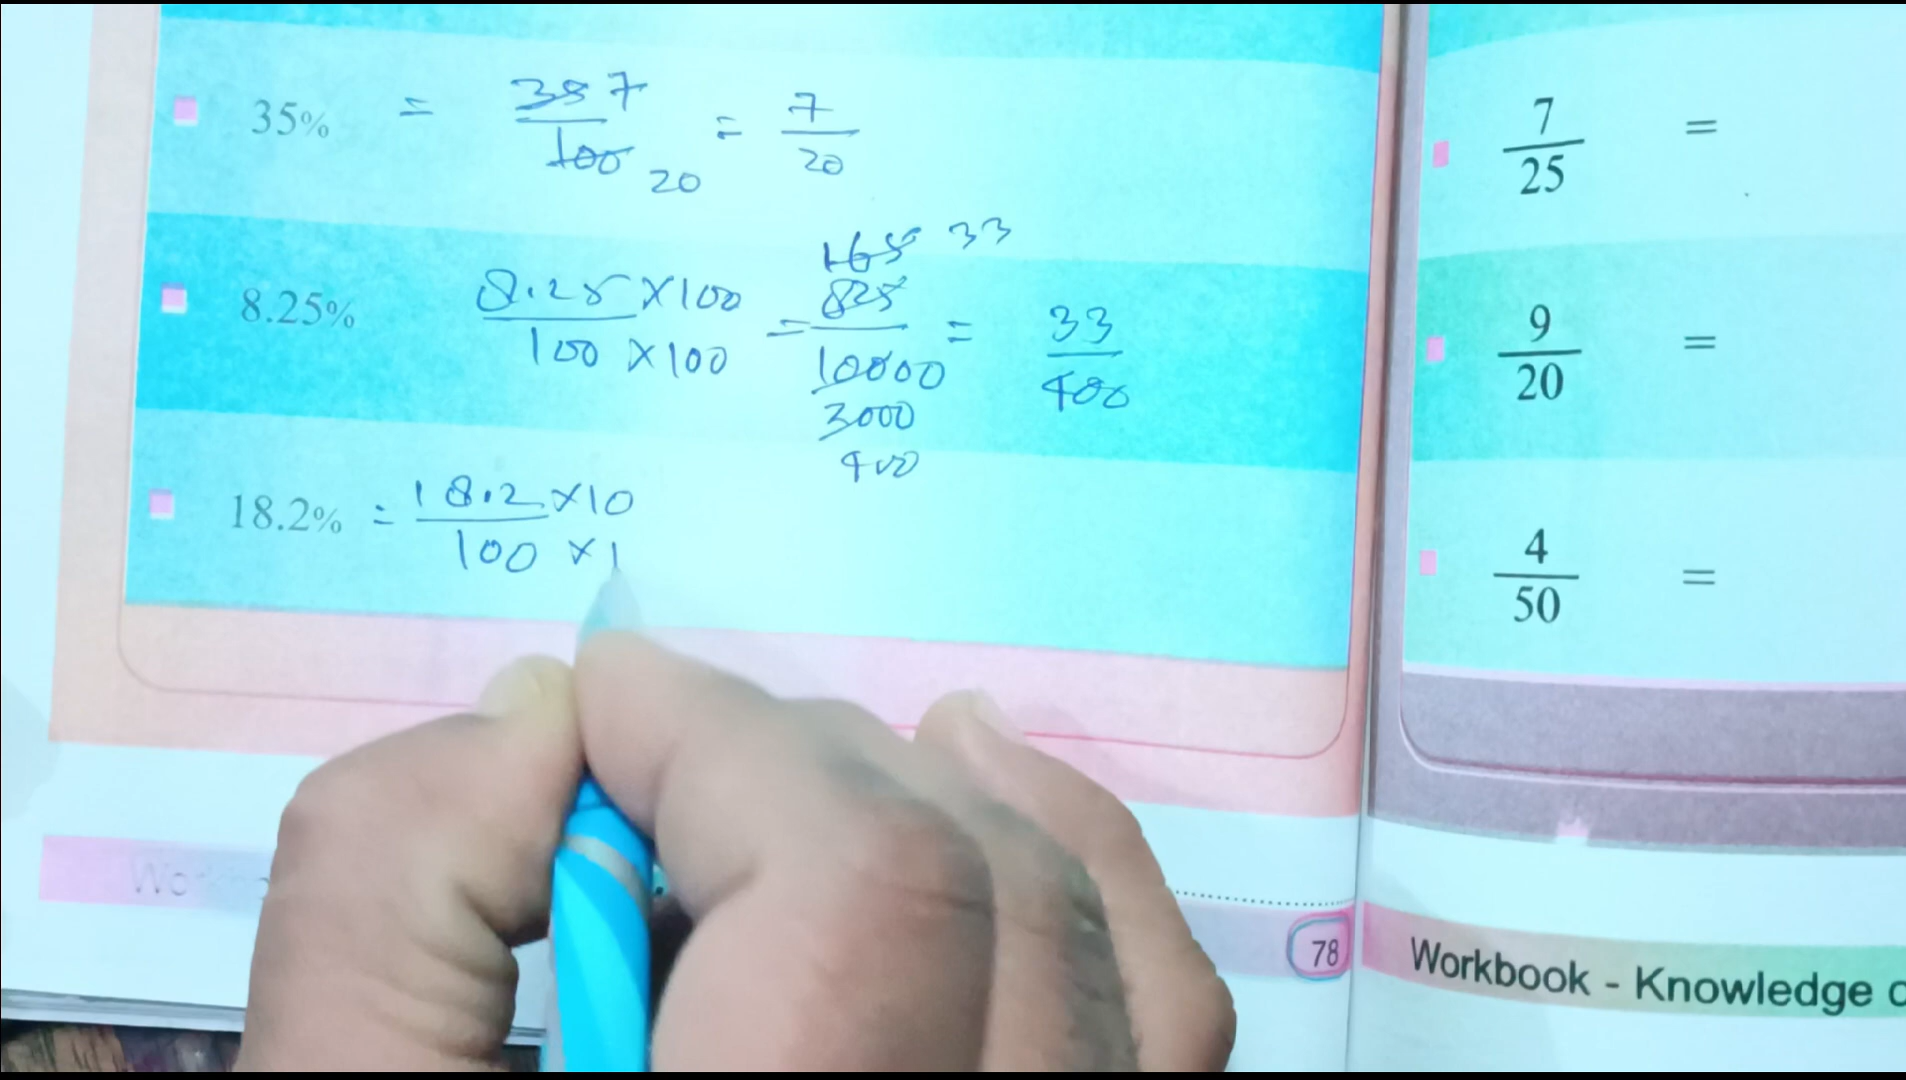 35% = 35 7 / 100 20 = 7 / 20
165 33
8.25% 8.25 × 100 / 100 × 100 = 825 / 10000 = 33 / 400
3000
400
18.2% = 18.2 × 10 / 100 × 1
7 / 25 =
9 / 20 =
4 / 50 =
78
Workbook - Knowledge